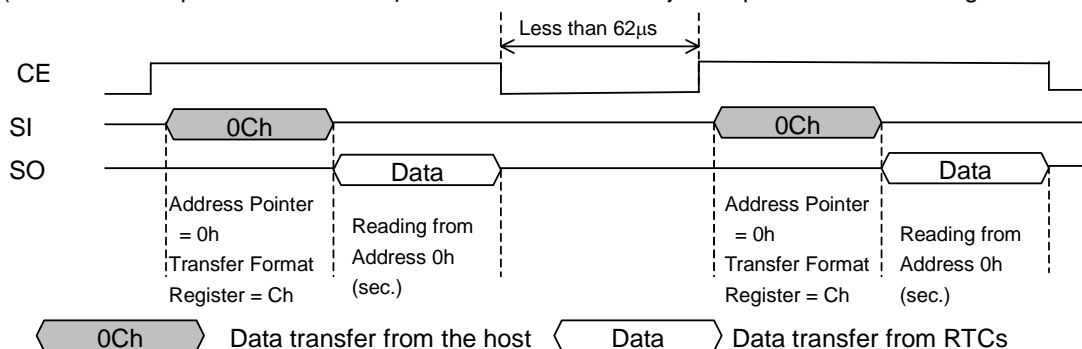 Less than 62μs
CE
SI
0Ch
0Ch
SO
Data
Data
Address Pointer
= 0h
Transfer Format
Register = Ch
Reading from
Address 0h
(sec.)
Address Pointer
= 0h
Transfer Format
Register = Ch
Reading from
Address 0h
(sec.)
0Ch Data transfer from the host Data Data transfer from RTCs